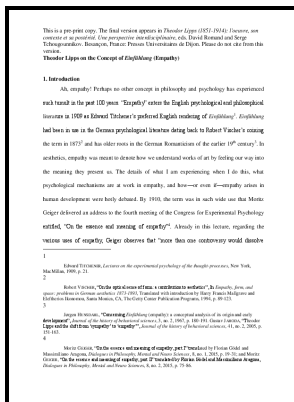 This is a pre-print copy. The final version appears in Theodor Lipps (1851-1914): l'oeuvre, son
contexte et sa postérité. Une perspective interdisciplinaire, eds. David Romand and Serge
Tchougounnikov. Besançon, France: Presses Universitaires de Dijon. Please do not cite from this
version.
Theodor Lipps on the Concept of Einfühlung (Empathy)
1. Introduction
Ah, empathy! Perhaps no other concept in philosophy and psychology has experienced
such tumult in the past 100 years. "Empathy" enters the English psychological and philosophical
literature in 1909 as Edward Titchener's preferred English rendering of Einfühlung1. Einfühlung
had been in use in the German psychological literature dating back to Robert Vischer's coining
the term in 18732 and has older roots in the German Romanticism of the earlier 19th century3. In
aesthetics, empathy was meant to denote how we understand works of art by feeling our way into
the meaning they present us. The details of what I am experiencing when I do this, what
psychological mechanisms are at work in empathy, and how—or even if—empathy arises in
human development were hotly debated. By 1910, the term was in such wide use that Moritz
Geiger delivered an address to the fourth meeting of the Congress for Experimental Psychology
entitled, "On the essence and meaning of empathy"4. Already in this lecture, regarding the
various uses of empathy, Geiger observes that "more than one controversy would dissolve
1
Edward TITCHENER, Lectures on the experimental psychology of the thought processes, New York,
MacMillan, 1909, p. 21.
2
Robert VISCHER, "On the optical sense of form: a contribution to aesthetics", in Empathy, form, and
space: problems in German aesthetics 1873-1893, Translated with introduction by Harry Francis Mallgrave and
Eleftherios Ikonomou, Santa Monica, CA, The Getty Center Publication Programs, 1994, p. 89-123.
3
"Concerning Einfühlung (empathy): a conceptual analysis of its origin and early
development", Journal of the history of behavioral sciences,
Lipps and the shift from 'sympathy' to 'empathy'", Journal of the history of behavioral sciences, 41, no. 2, 2005, p.
151-163.
4
Moritz GEIGER, "On the essence and meaning of empathy, part I" translated by Florian Gödel and
Massimiliano Aragona, Dialogues in Philosophy, Mental and Neuro Sciences, 8, no. 1, 2015, p. 19-31; and Moritz
GEIGER, "On the essence and meaning of empathy, part II" translated by Florian Gödel and Massimiliano Aragona,
Dialogues in Philosophy, Mental and Neuro Sciences, 8, no. 2, 2015, p. 75-86.